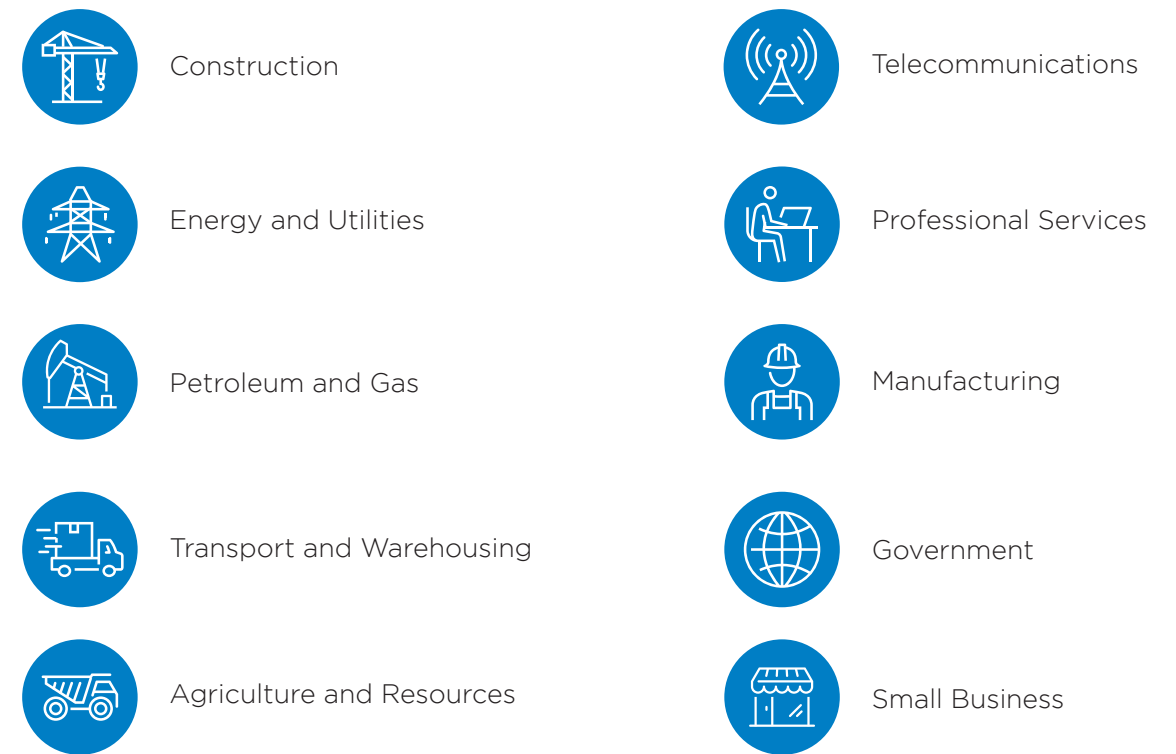 Construction
Energy and Utilities
Petroleum and Gas
Transport and Warehousing
Agriculture and Resources
Telecommunications
Professional Services
Manufacturing
Government
Small Business